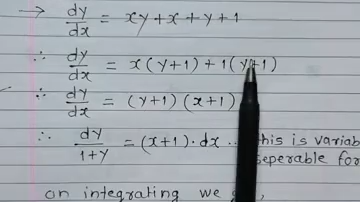 → dy/dx = xy + x + y + 1
∴ dy/dx = x(y+1) + 1(y+1)
∴ dy/dx = (y+1)(x+1)
∴ dy/1+y = (x+1)·dx .. This is
seperable for
on integrating we